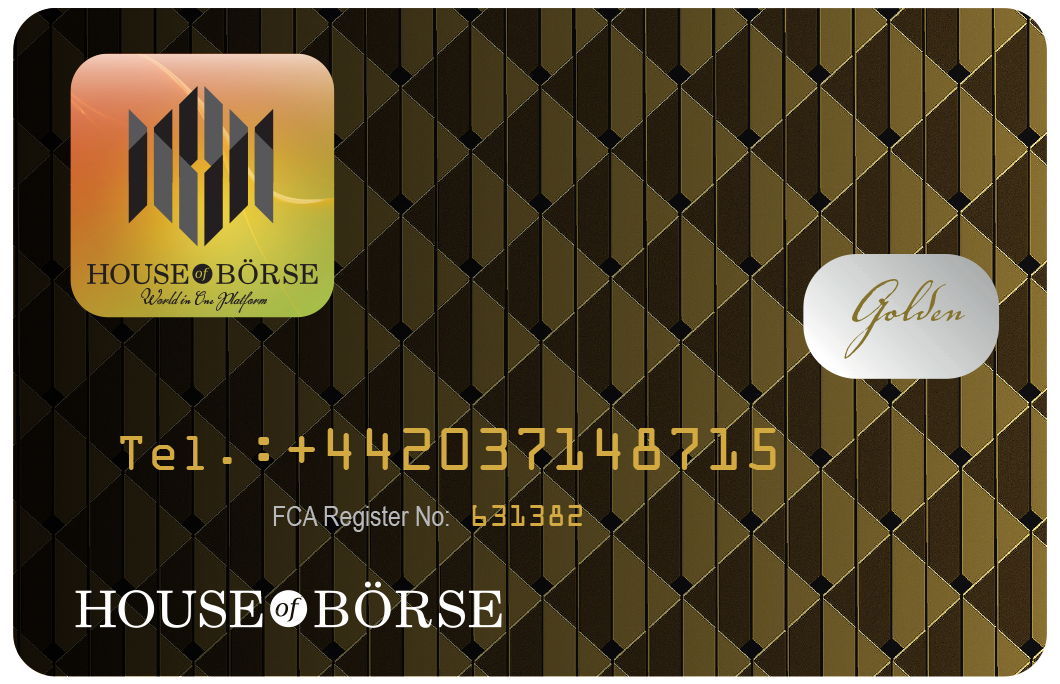 HOUSE of BÖRSE
World in One Platform
Golden
Tel.:+442037148715
FCA Register No: 631382
HOUSE of BÖRSE